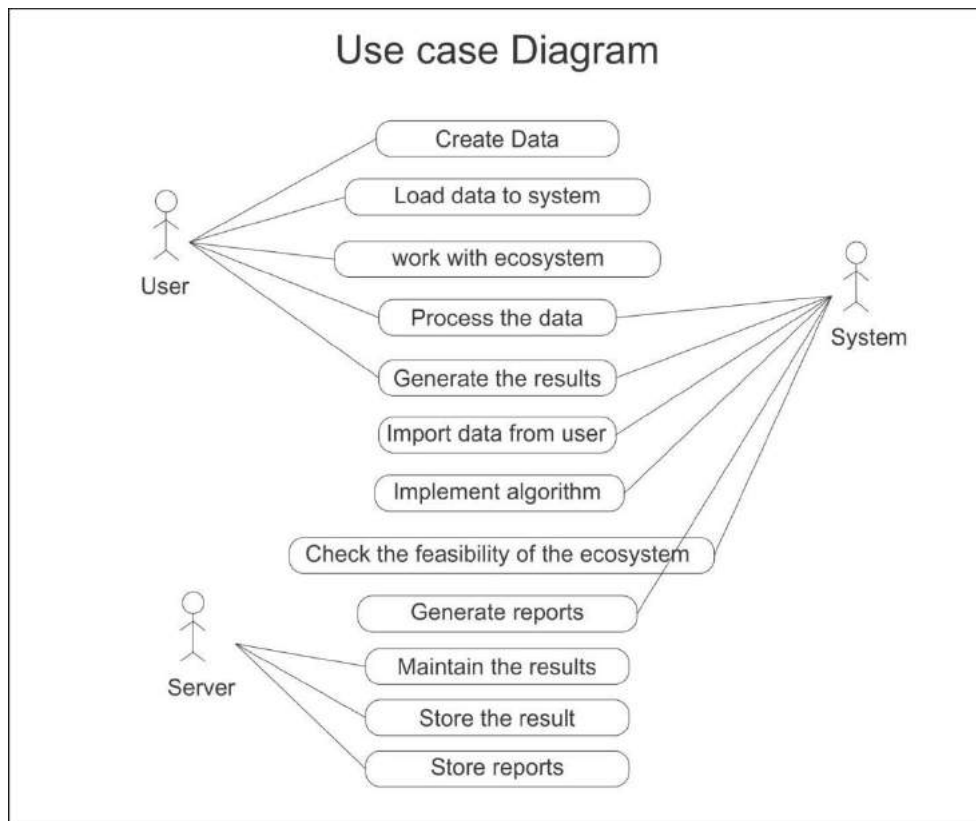 Use case Diagram
Create Data
Load data to system
User
work with ecosystem
Process the data
System
Generate the results
Import data from user
Implement algorithm
Check the feasibility of the ecosystem
Generate reports
Server
Maintain the results
Store the result
Store reports